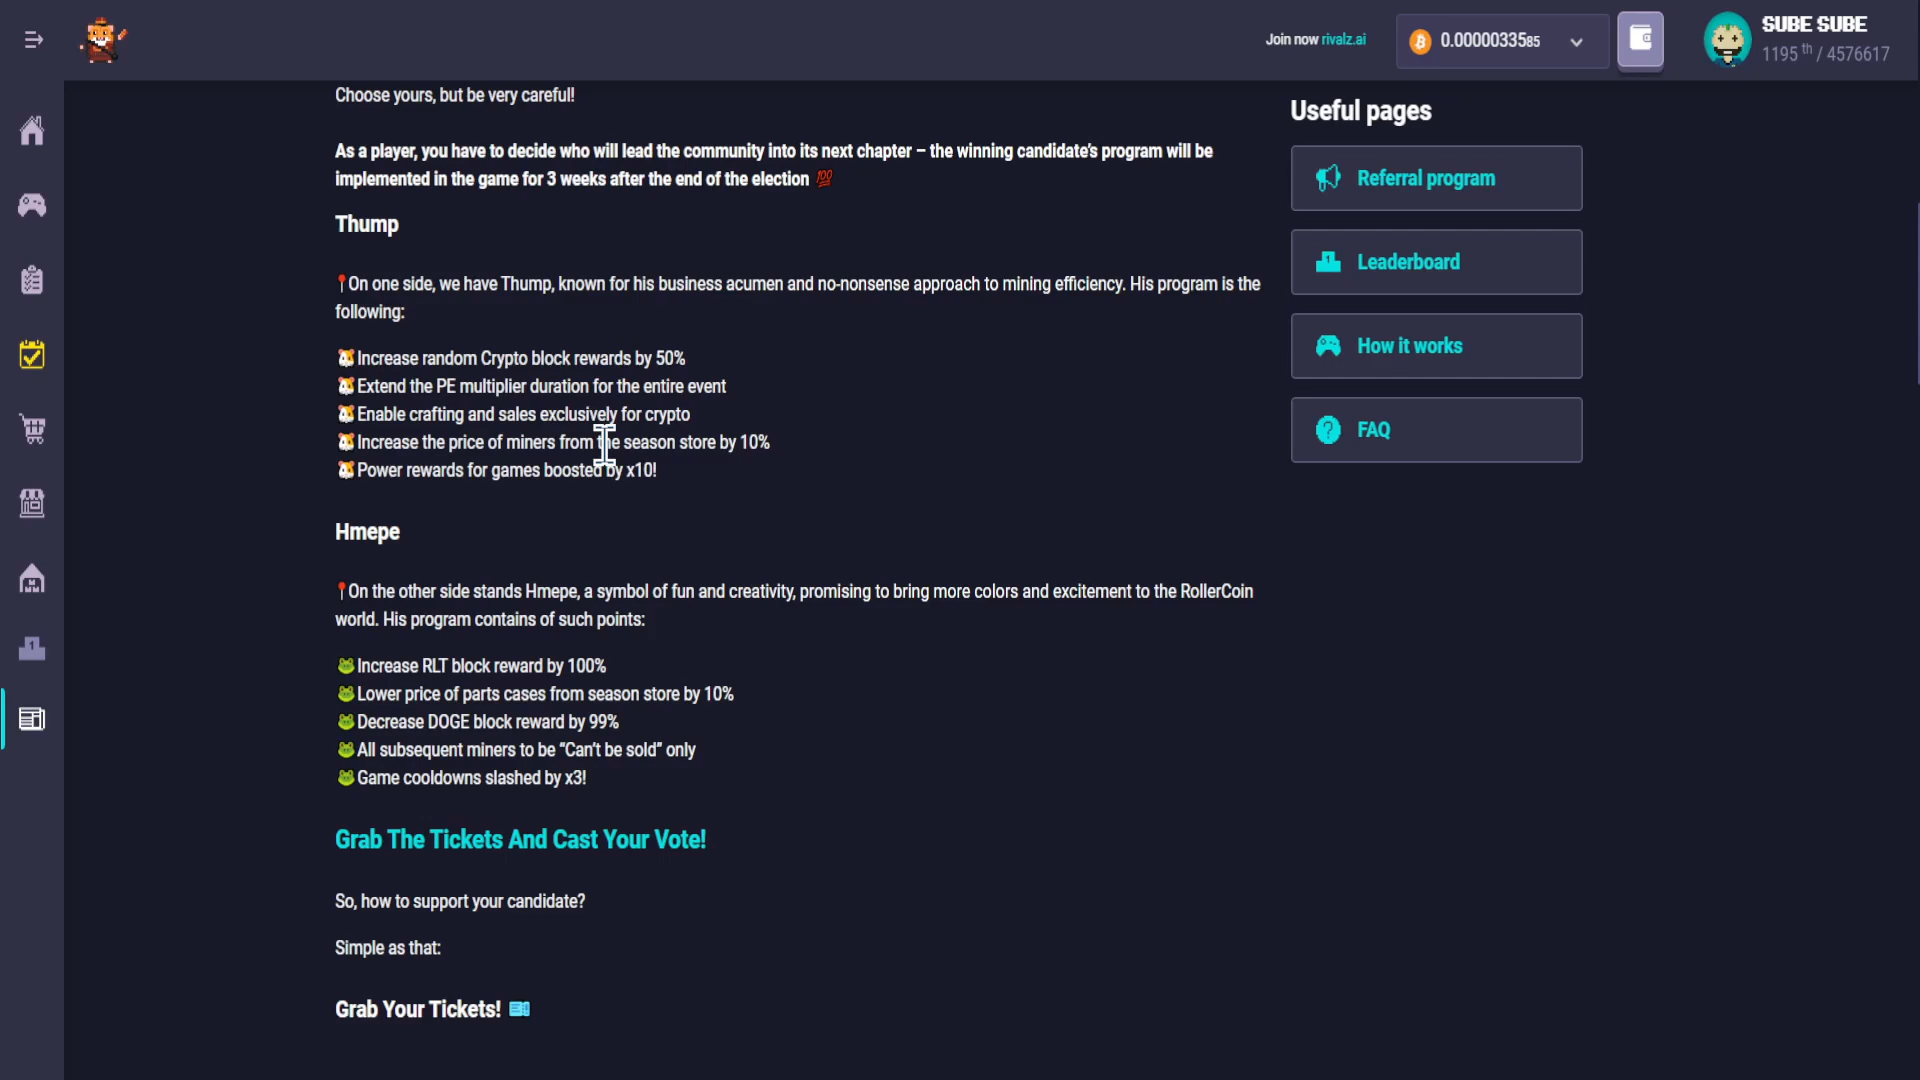 Join now rivalz.ai
0.0000033585
SUBE SUBE
1195 th / 4576617
Choose yours, but be very careful!
As a player, you have to decide who will lead the community into its next chapter – the winning candidate's program will be
implemented in the game for 3 weeks after the end of the election 💯
Thump
📍On one side, we have Thump, known for his business acumen and no-nonsense approach to mining efficiency. His program is the
following:
🐹Increase random Crypto block rewards by 50%
🐹Extend the PE multiplier duration for the entire event
🐹Enable crafting and sales exclusively for crypto
🐹Increase the price of miners from the season store by 10%
🐹Power rewards for games boosted by x10!
Hmepe
📍On the other side stands Hmepe, a symbol of fun and creativity, promising to bring more colors and excitement to the RollerCoin
world. His program contains of such points:
🐸Increase RLT block reward by 100%
🐸Lower price of parts cases from season store by 10%
🐸Decrease DOGE block reward by 99%
🐸All subsequent miners to be “Can't be sold” only
🐸Game cooldowns slashed by x3!
Grab The Tickets And Cast Your Vote!
So, how to support your candidate?
Simple as that:
Grab Your Tickets! 🎫
Useful pages
Referral program
Leaderboard
How it works
FAQ